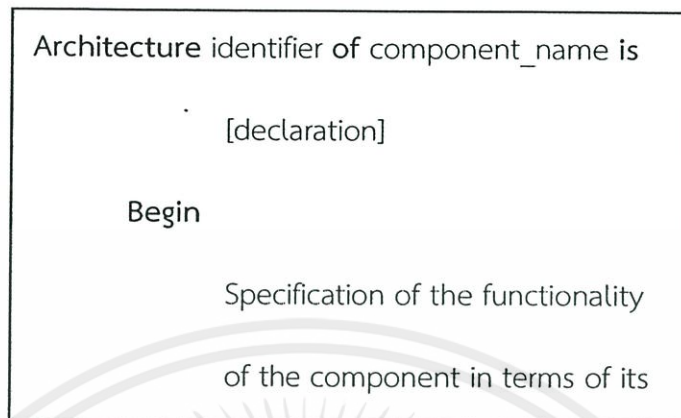 Architecture identifier of component_name is
[declaration]
Begin
Specification of the functionality
of the component in terms of its